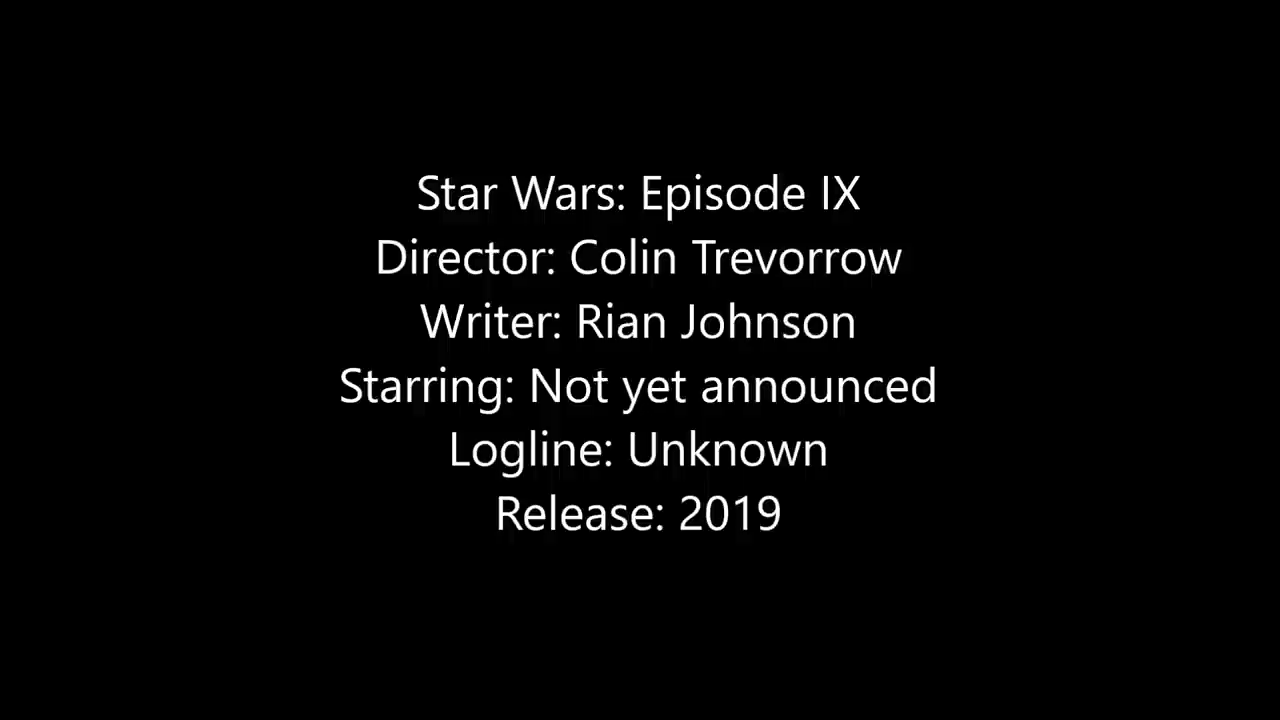 Star Wars: Episode IX
Director: Colin Trevorrow
Writer: Rian Johnson
Starring: Not yet announced
Logline: Unknown
Release: 2019